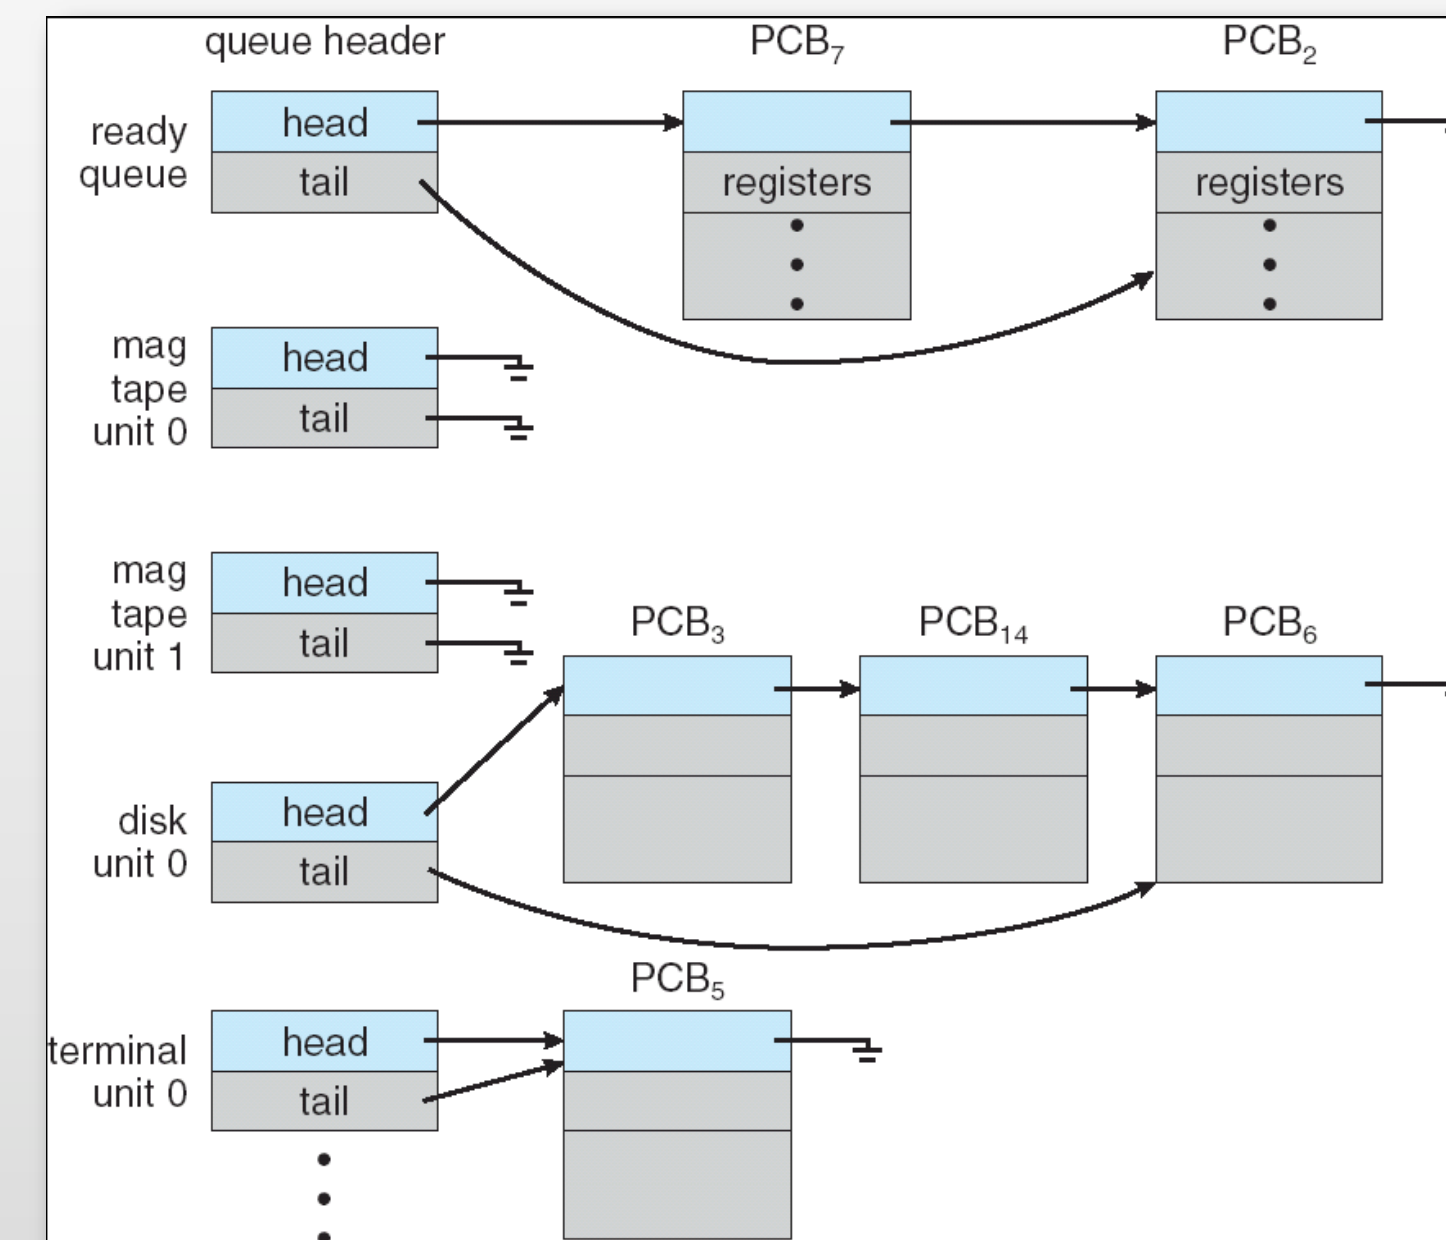 queue header
PCB₇
PCB₂
ready
queue
head
tail
registers
registers
mag
tape
unit 0
head
tail
mag
tape
unit 1
head
tail
PCB₃
PCB₁₄
PCB₆
disk
unit 0
head
tail
PCB₅
terminal
unit 0
head
tail